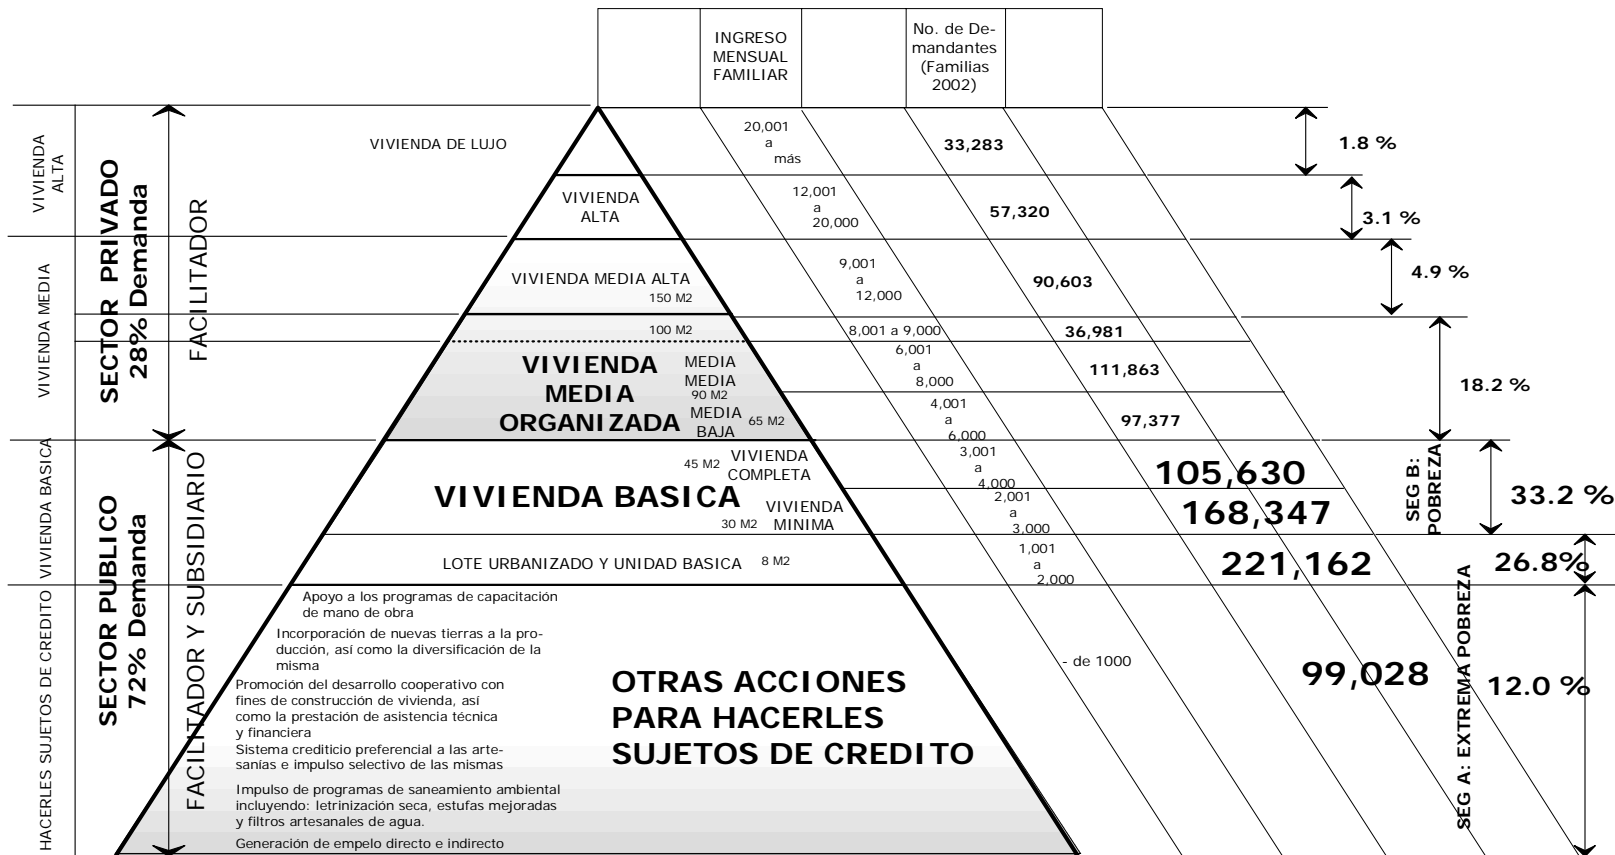 INGRESO
MENSUAL
FAMILIAR
No. de De-
mandantes
(Familias
2002)
VIVIENDA
ALTA
SECTOR PRIVADO
28% Demanda
FACILITADOR
VIVIENDA DE LUJO
20,001
a
más
33,283
1.8 %
VIVIENDA
ALTA
12,001
a
20,000
57,320
3.1 %
VIVIENDA MEDIA
VIVIENDA MEDIA ALTA
150 M2
9,001
a
12,000
90,603
4.9 %
100 M2
8,001 a 9,000
36,981
VIVIENDA
MEDIA
ORGANIZADA
MEDIA
MEDIA
90 M2
6,001
a
8,000
111,863
18.2 %
MEDIA
BAJA
65 M2
4,001
a
6,000
97,377
VIVIENDA BASICA
SECTOR PUBLICO
72% Demanda
FACILITADOR Y SUBSIDIARIO
VIVIENDA BASICA
45 M2
VIVIENDA
COMPLETA
3,001
a
4,000
105,630
SEG B:
POBREZA
33.2 %
30 M2
VIVIENDA
MINIMA
2,001
a
3,000
168,347
LOTE URBANIZADO Y UNIDAD BASICA
8 M2
1,001
a
2,000
221,162
26.8%
HACERLES SUJETOS DE CREDITO
Apoyo a los programas de capacitación
de mano de obra
Incorporación de nuevas tierras a la pro-
ducción, así como la diversificación de la
misma
Promoción del desarrollo cooperativo con
fines de construcción de vivienda, así
como la prestación de asistencia técnica
y financiera
Sistema crediticio preferencial a las arte-
sanías e impulso selectivo de las mismas
Impulso de programas de saneamiento ambiental
incluyendo: letrinización seca, estufas mejoradas
y filtros artesanales de agua.
Generación de empelo directo e indirecto
OTRAS ACCIONES
PARA HACERLES
SUJETOS DE CREDITO
- de 1000
99,028
SEG A: EXTREMA POBREZA
12.0 %